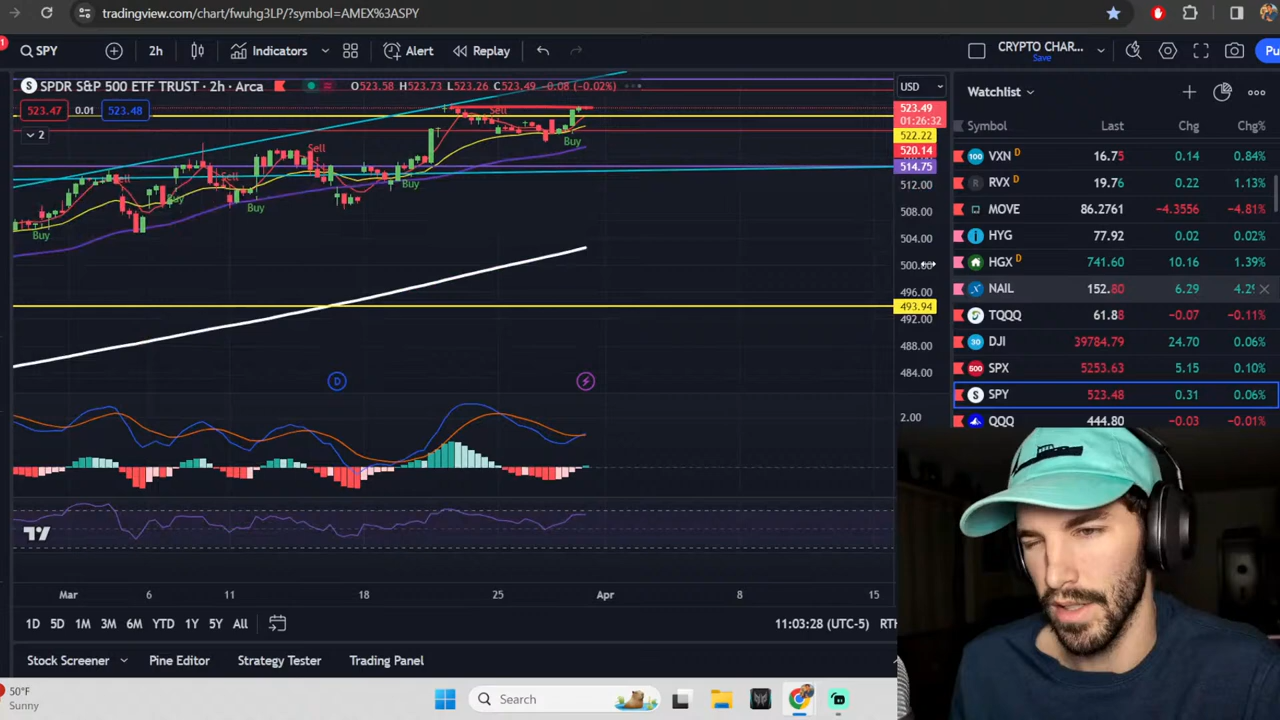 tradingview.com/chart/fwuhg3LP/?symbol=AMEX%3ASPY
1
SPY 2h Indicators Alert Replay CRYPTO CHAR... Save Pu
SPDR S&P 500 ETF TRUST · 2h · Arca O523.58 H523.73 L523.26 C523.49 -0.08 (-0.02%) USD
523.47 0.01 523.48
2
Sell
Sell
Sell
Sell
Buy
Buy
Buy
Buy
Buy
523.49
01:26:32
522.22
520.14
514.75
512.00
508.00
504.00
500.00
496.00
493.94
492.00
488.00
484.00
2.00
D
Mar 6 11 18 25 Apr 8 15
1D 5D 1M 3M 6M YTD 1Y 5Y All 11:03:28 (UTC-5) RTH
Stock Screener Pine Editor Strategy Tester Trading Panel
Watchlist
Symbol Last Chg Chg%
100 VXN D 16.75 0.14 0.84%
R RVX D 19.76 0.22 1.13%
MOVE 86.2761 -4.3556 -4.81%
HYG 77.92 0.02 0.02%
HGX D 741.60 10.16 1.39%
NAIL 152.80 6.29 4.29
TQQQ 61.88 -0.07 -0.11%
30 DJI 39784.79 24.70 0.06%
500 SPX 5253.63 5.15 0.10%
S SPY 523.48 0.31 0.06%
QQQ 444.80 -0.03 -0.01%
50°F
Sunny
Search